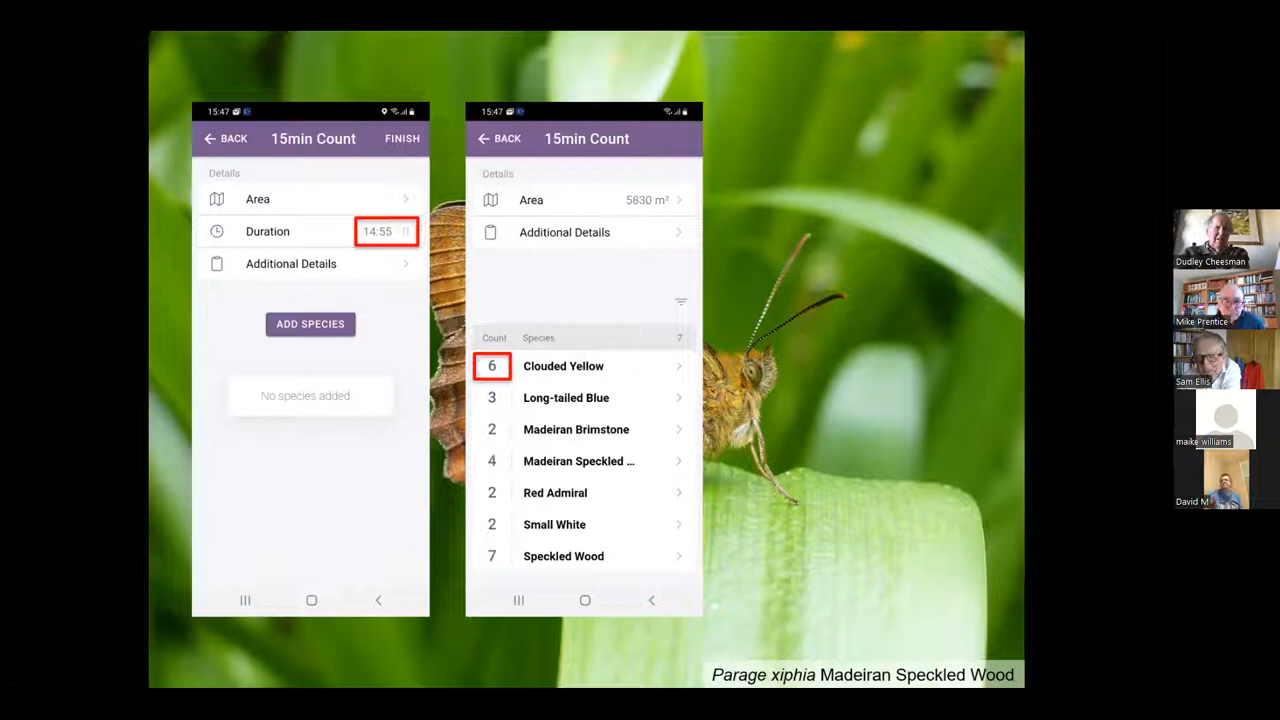 15:47
BACK 15min Count FINISH
Details
Area
Duration 14:55
Additional Details
ADD SPECIES
No species added
15:47
BACK 15min Count
Details
Area 5830 m²
Additional Details
Count Species 7
6 Clouded Yellow
3 Long-tailed Blue
2 Madeiran Brimstone
4 Madeiran Speckled ...
2 Red Admiral
2 Small White
7 Speckled Wood
Parage xiphia Madeiran Speckled Wood
Dudley Cheesman
Mike Prentice
Sam Ellis
maike williams
David M